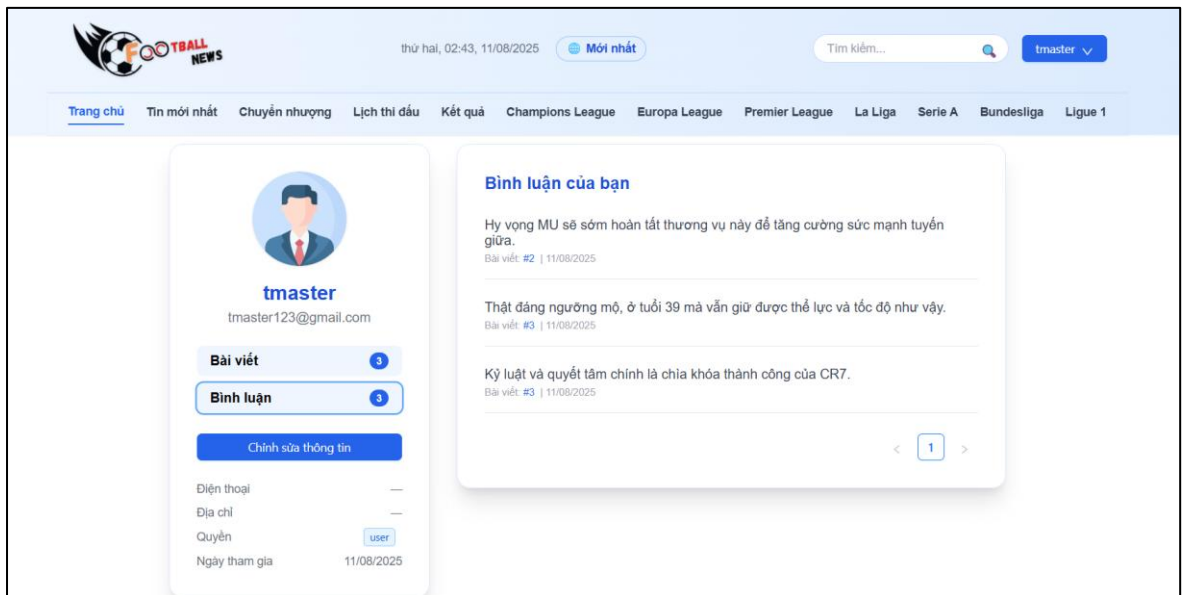 FOOTBALL
NEWS
thứ hai, 02:43, 11/08/2025
Mới nhất
Tìm kiếm...
tmaster
Trang chủ Tin mới nhất Chuyển nhượng Lịch thi đấu Kết quả Champions League Europa League Premier League La Liga Serie A Bundesliga Ligue 1
tmaster
tmaster123@gmail.com
Bài viết 3
Bình luận 3
Chỉnh sửa thông tin
Điện thoại —
Địa chỉ —
Quyền user
Ngày tham gia 11/08/2025
Bình luận của bạn
Hy vọng MU sẽ sớm hoàn tất thương vụ này để tăng cường sức mạnh tuyến
giữa.
Bài viết: #2 | 11/08/2025
Thật đáng ngưỡng mộ, ở tuổi 39 mà vẫn giữ được thể lực và tốc độ như vậy.
Bài viết: #3 | 11/08/2025
Kỷ luật và quyết tâm chính là chìa khóa thành công của CR7.
Bài viết: #3 | 11/08/2025
< 1 >